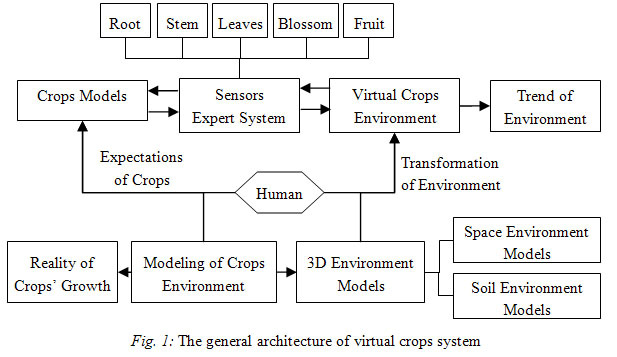 Root
Stem
Leaves
Blossom
Fruit
Crops Models
Sensors
Expert System
Virtual Crops
Environment
Trend of
Environment
Expectations
of Crops
Human
Transformation
of Environment
Reality of
Crops’ Growth
Modeling of Crops
Environment
3D Environment
Models
Space Environment
Models
Soil Environment
Models
Fig. 1: The general architecture of virtual crops system